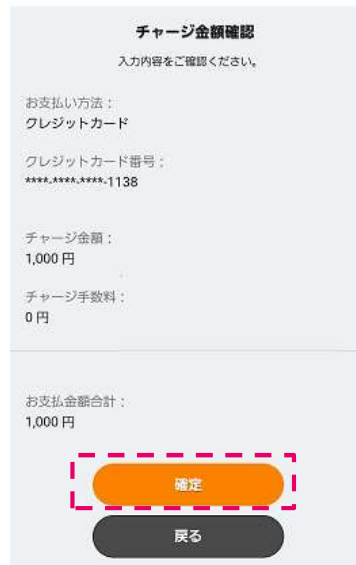 チャージ金額確認
入力内容をご確認ください。
お支払い方法：
クレジットカード
クレジットカード番号：
****-****-****-1138
チャージ金額：
1,000 円
チャージ手数料：
0 円
お支払金額合計：
1,000 円
確定
戻る